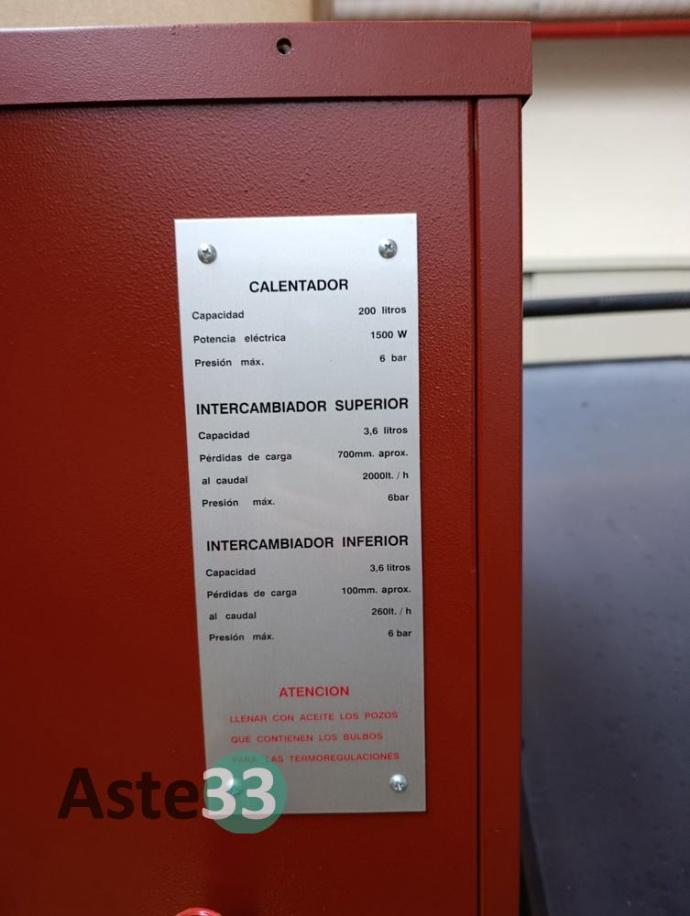 CALENTADOR
Capacidad 200 litros
Potencia eléctrica 1500 W
Presión máx. 6 bar
INTERCAMBIADOR SUPERIOR
Capacidad 3,6 litros
Pérdidas de carga 700mm. aprox.
al caudal 2000lt. / h
Presión máx. 6bar
INTERCAMBIADOR INFERIOR
Capacidad 3,6 litros
Pérdidas de carga 100mm. aprox.
al caudal 260lt. / h
Presión máx. 6 bar
ATENCION
LLENAR CON ACEITE LOS POZOS
QUE CONTIENEN LOS BULBOS
PARA LAS TERMOREGULACIONES
Aste33